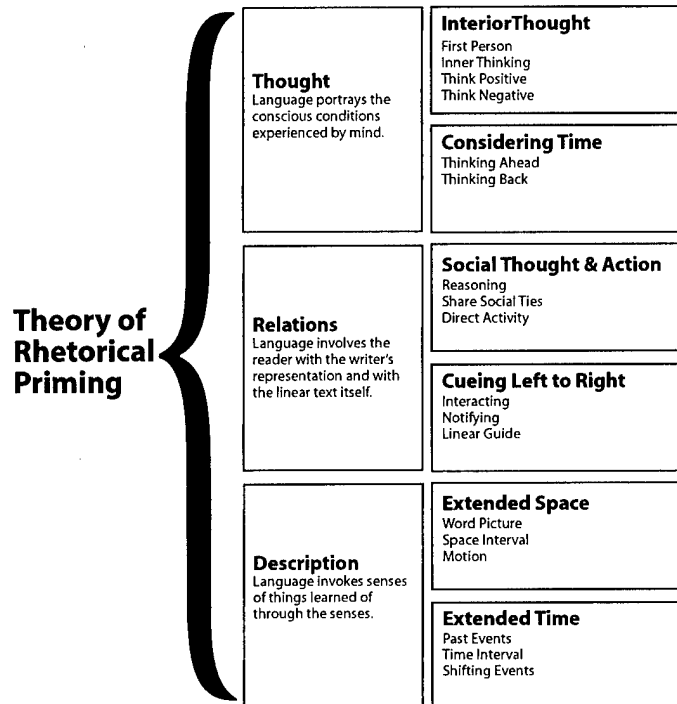 Theory of
Rhetorical
Priming
Thought
Language portrays the
conscious conditions
experienced by mind.
InteriorThought
First Person
Inner Thinking
Think Positive
Think Negative
Considering Time
Thinking Ahead
Thinking Back
Relations
Language involves the
reader with the writer's
representation and with
the linear text itself.
Social Thought & Action
Reasoning
Share Social Ties
Direct Activity
Cueing Left to Right
Interacting
Notifying
Linear Guide
Description
Language invokes senses
of things learned of
through the senses.
Extended Space
Word Picture
Space Interval
Motion
Extended Time
Past Events
Time Interval
Shifting Events